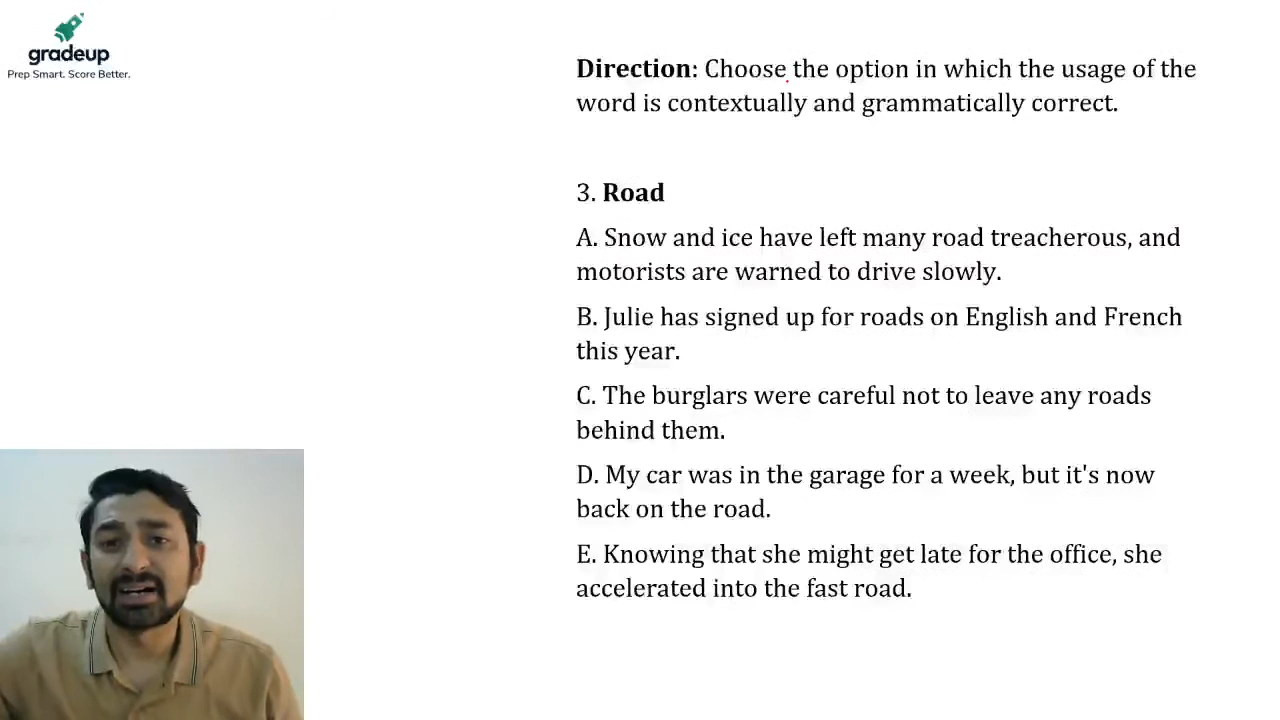 gradeup
Prep Smart. Score Better.
Direction: Choose the option in which the usage of the
word is contextually and grammatically correct.
3. Road
A. Snow and ice have left many road treacherous, and
motorists are warned to drive slowly.
B. Julie has signed up for roads on English and French
this year.
C. The burglars were careful not to leave any roads
behind them.
D. My car was in the garage for a week, but it's now
back on the road.
E. Knowing that she might get late for the office, she
accelerated into the fast road.